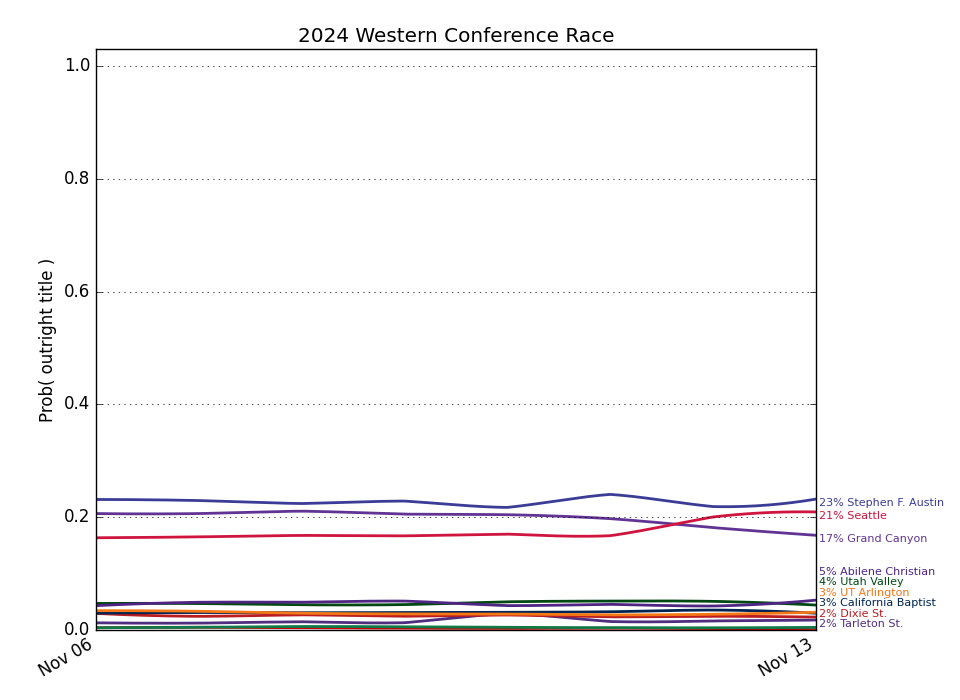 2024 Western Conference Race
1.0
0.8
0.6
0.4
0.2
0.0
Prob( outright title )
Nov 06
Nov 13
23% Stephen F. Austin
21% Seattle
17% Grand Canyon
5% Abilene Christian
4% Utah Valley
3% UT Arlington
3% California Baptist
2% Dixie St.
2% Tarleton St.